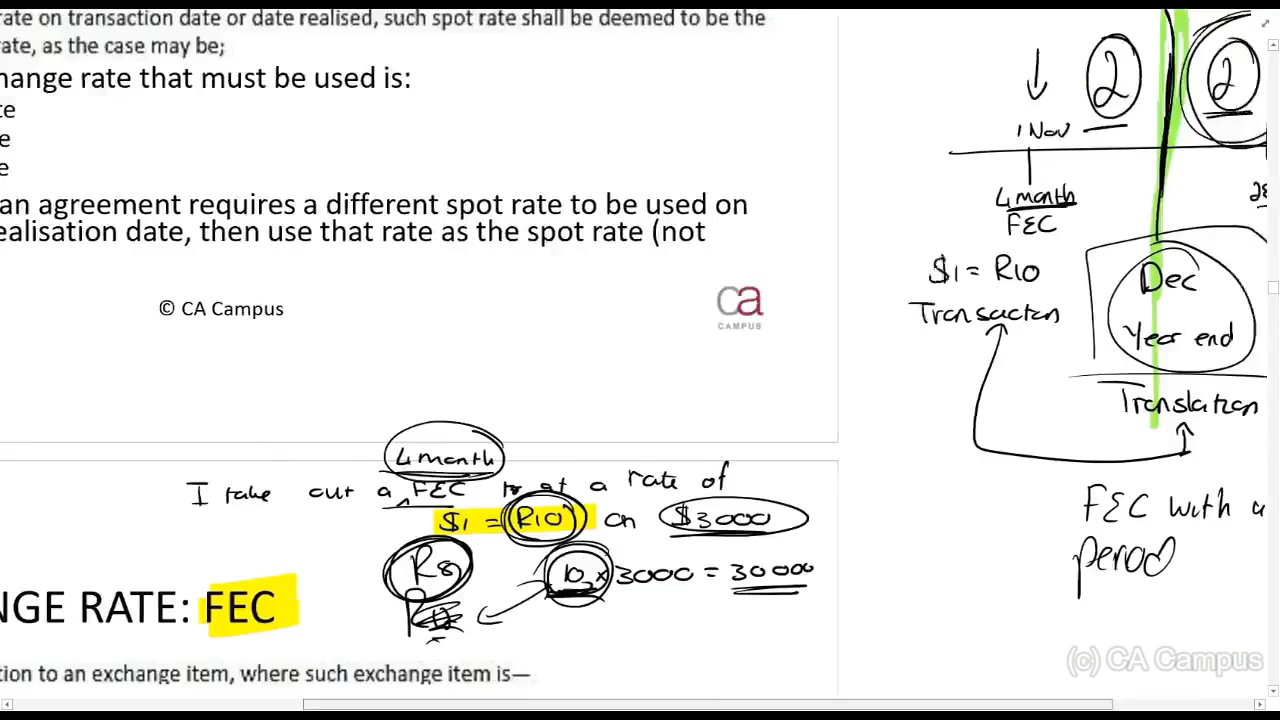 rate on transaction date or date realised, such spot rate shall be deemed to be the
rate, as the case may be;
hange rate that must be used is:
te
e
e
an agreement requires a different spot rate to be used on
ealisation date, then use that rate as the spot rate (not
© CA Campus
ca
CAMPUS
4 month
I take out a FEC at a rate of
$1 = R10 on $3000
R8 10 x 3000 = 30000
NGE RATE: FEC
tion to an exchange item, where such exchange item is—
2 2
1 Nov
4 month
FEC
$1 = R10
Transaction
Dec
Year end
Translation
FEC with a
period
(c) CA Campus